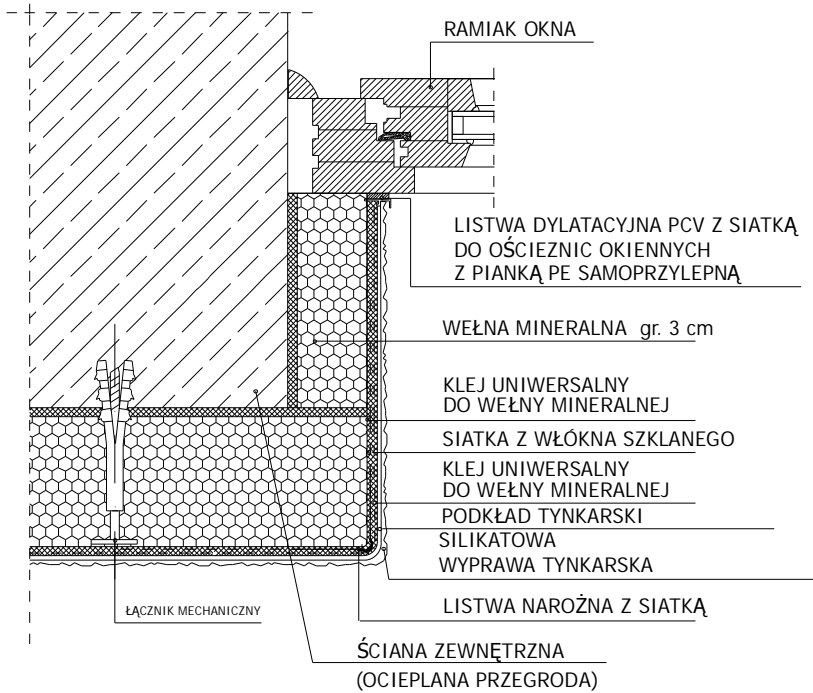 RAMIAK OKNA
LISTWA DYLATACYJNA PCV Z SIATKĄ
DO OŚCIEZNIC OKIENNYCH
Z PIANKĄ PE SAMOPRZYLEPNĄ
WEŁNA MINERALNA gr. 3 cm
KLEJ UNIWERSALNY
DO WEŁNY MINERALNEJ
SIATKA Z WŁÓKNA SZKLANEGO
KLEJ UNIWERSALNY
DO WEŁNY MINERALNEJ
PODKŁAD TYNKARSKI
SILIKATOWA
WYPRAWA TYNKARSKA
LISTWA NAROŻNA Z SIATKĄ
ŁĄCZNIK MECHANICZNY
ŚCIANA ZEWNĘTRZNA
(OCIEPLANA PRZEGRODA)